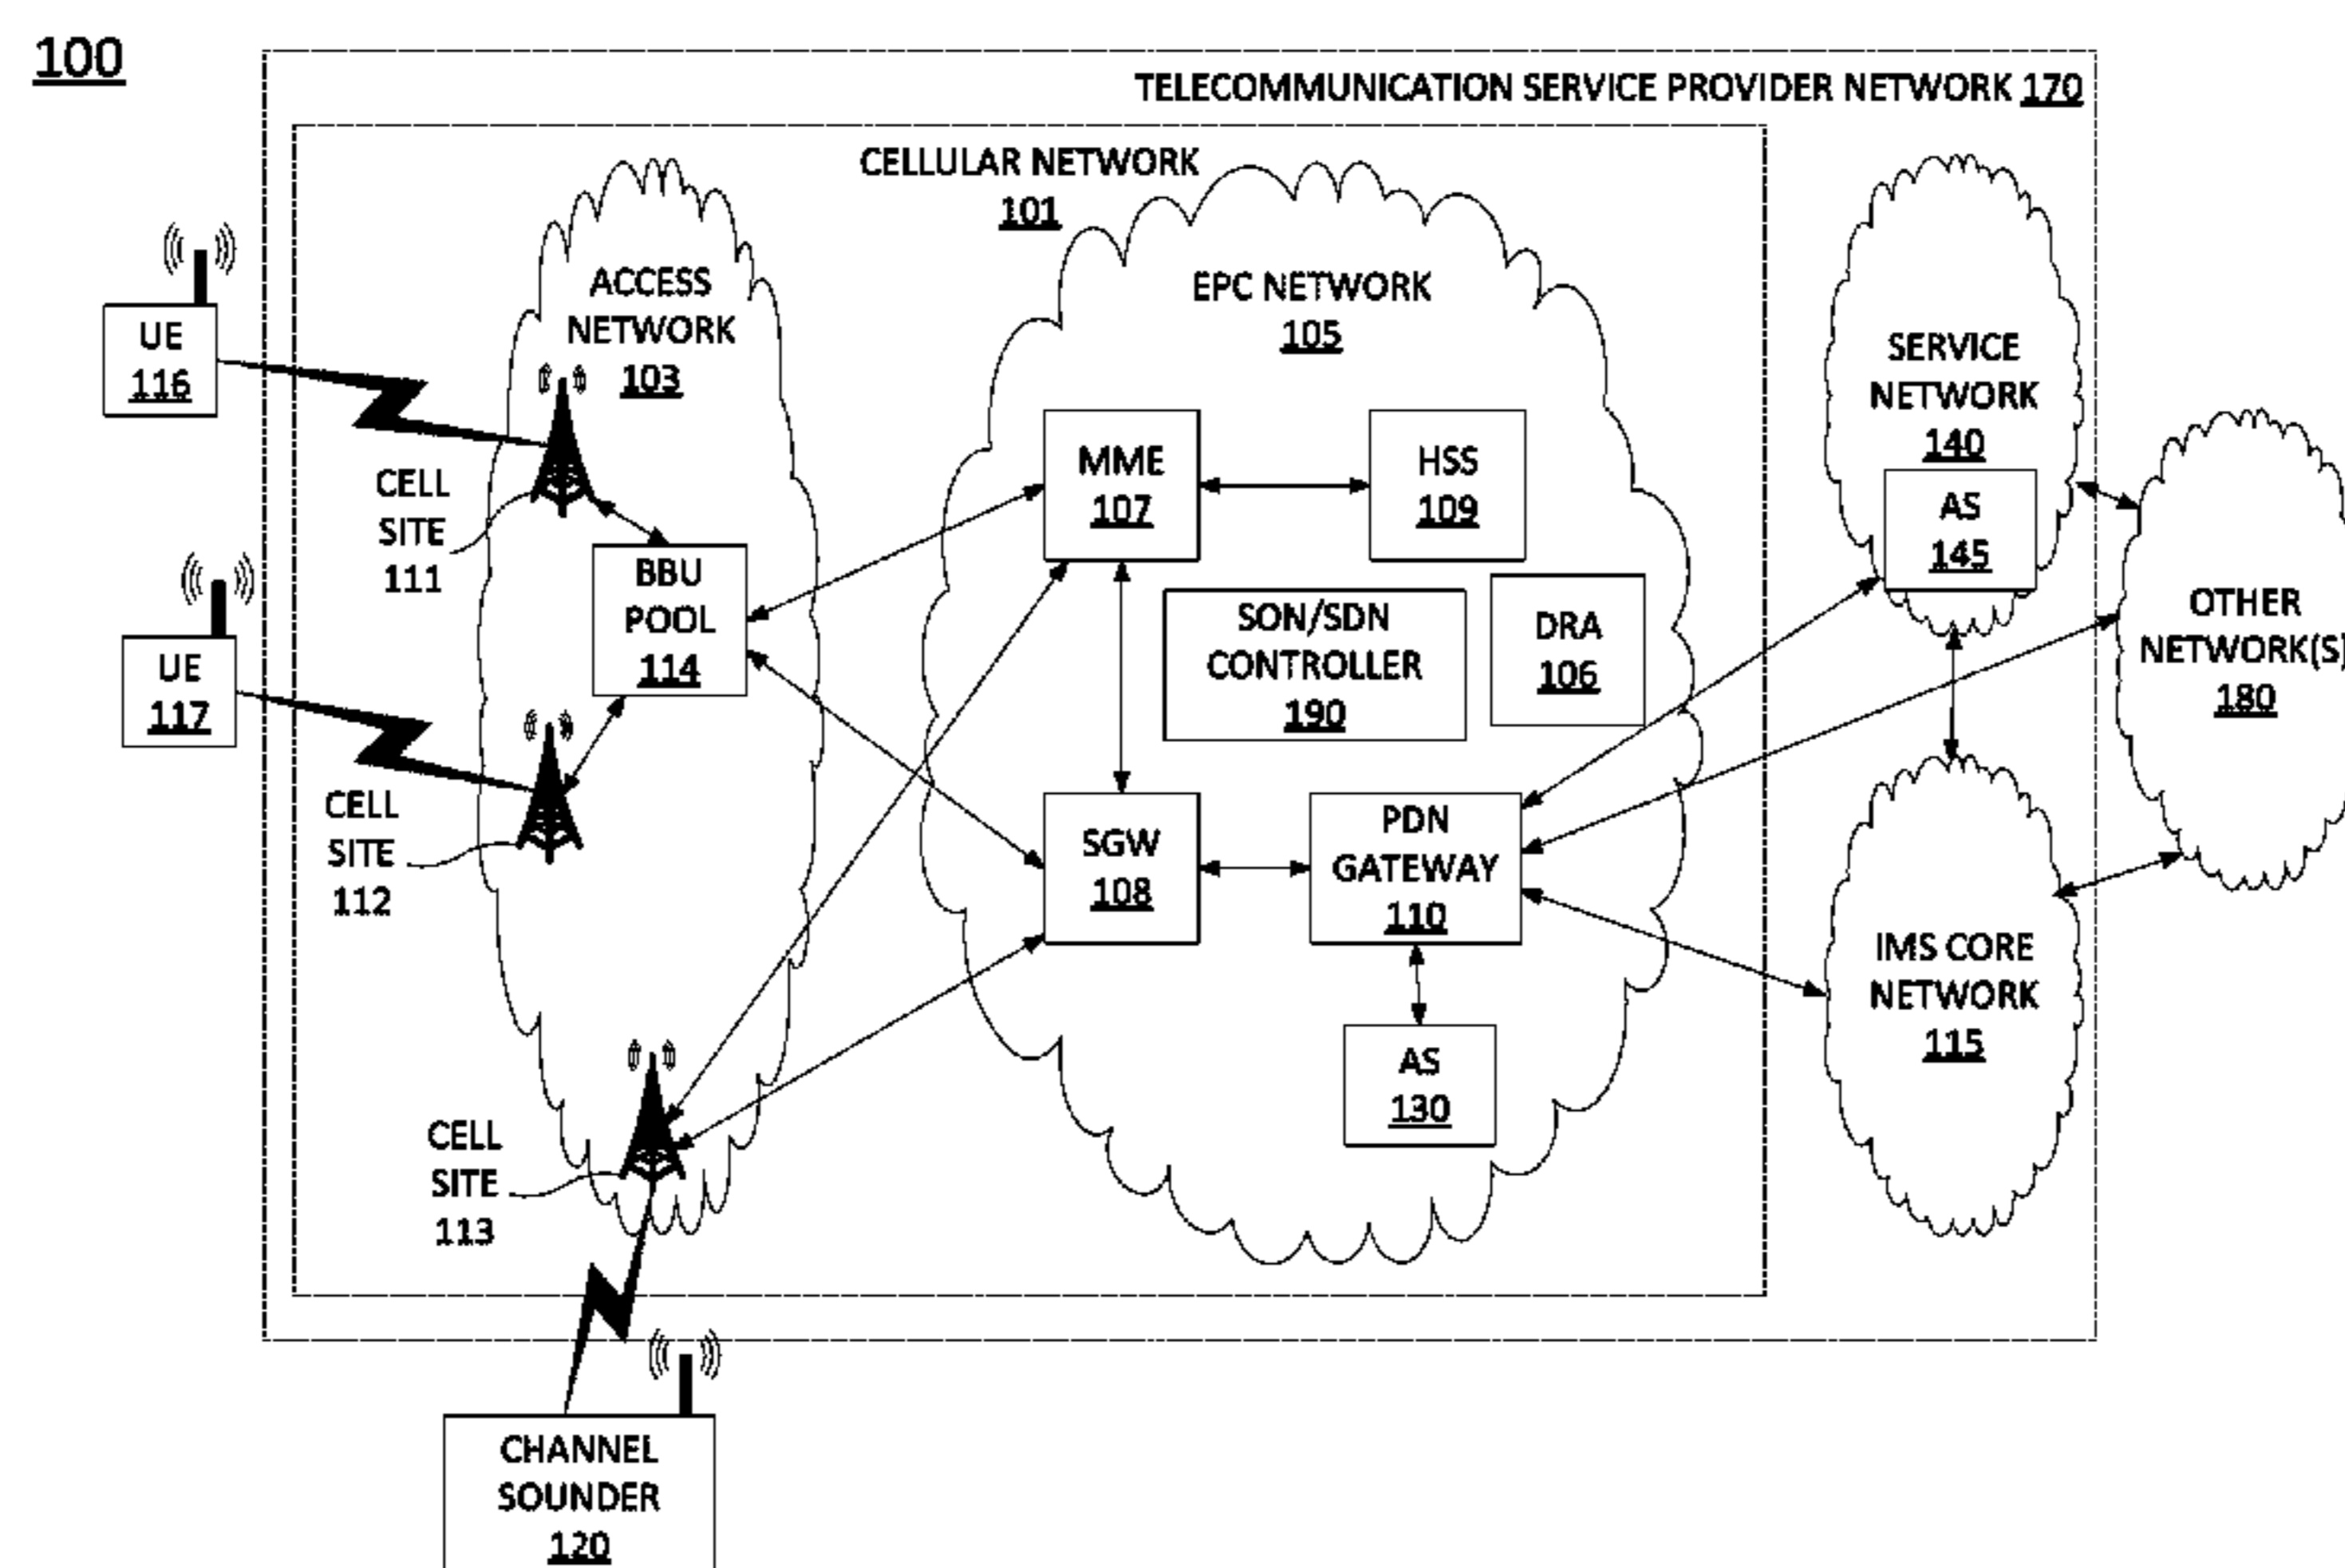 100
TELECOMMUNICATION SERVICE PROVIDER NETWORK 170
CELLULAR NETWORK
101
ACCESS
NETWORK
103
EPC NETWORK
105
UE
116
CELL
SITE
111
UE
117
BBU
POOL
114
CELL
SITE
112
CELL
SITE
113
MME
107
HSS
109
SON/SDN
CONTROLLER
190
DRA
106
SGW
108
PDN
GATEWAY
110
AS
130
SERVICE
NETWORK
140
AS
145
OTHER
NETWORK(S)
180
IMS CORE
NETWORK
115
CHANNEL
SOUNDER
120